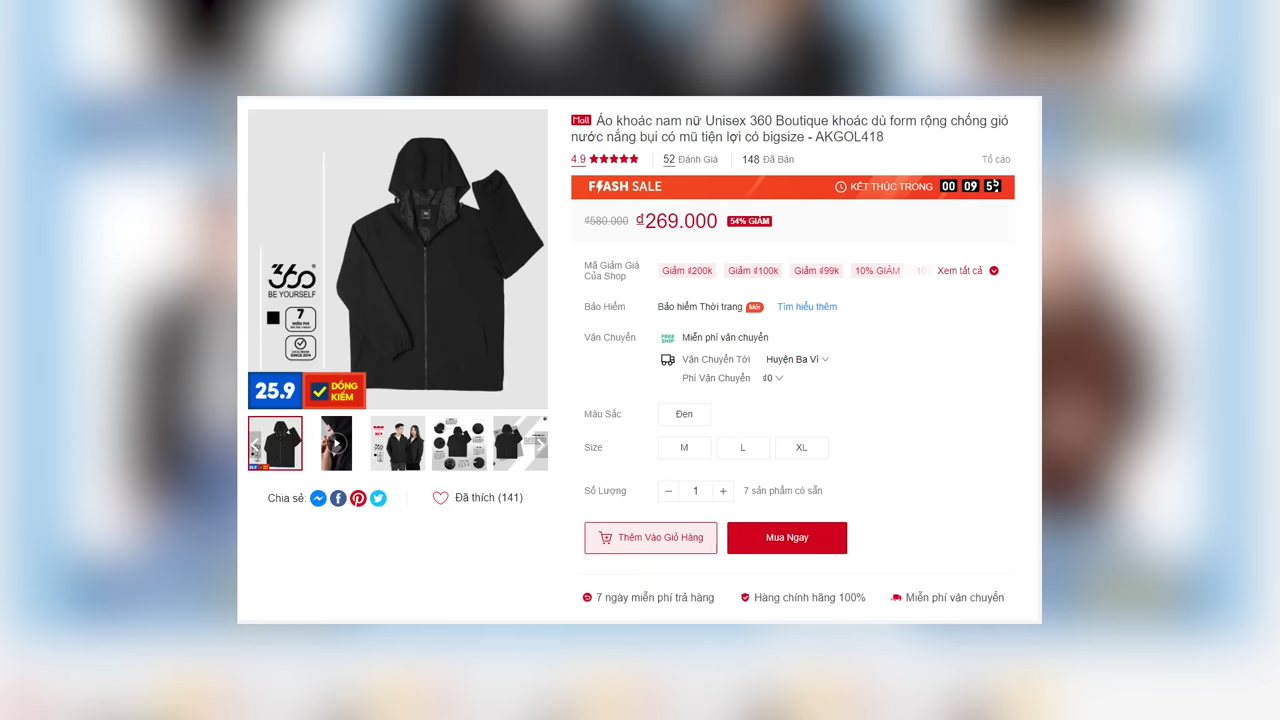 360
BE YOURSELF
7
MIỄN PHÍ
25.9
ĐỒNG
KIỂM
25.9
Chia sẻ:
Đã thích (141)
Mall Áo khoác nam nữ Unisex 360 Boutique khoác dù form rộng chống gió
nước nắng bụi có mũ tiện lợi có bigsize - AKGOL418
4.9
52 Đánh Giá
148 Đã Bán
Tố cáo
FLASH SALE
KẾT THÚC TRONG 00 09
₫580.000 ₫269.000 54% GIẢM
Mã Giảm Giá
Của Shop
Giảm ₫200k
Giảm ₫100k
Giảm ₫99k
10% GIẢM
10%
Xem tất cả
Bảo Hiểm
Bảo hiểm Thời trang Mới
Tìm hiểu thêm
Vận Chuyển
FREE
SHIP
Miễn phí vận chuyển
Vận Chuyển Tới
Huyện Ba Vì
Phí Vận Chuyển
₫0
Màu Sắc
Đen
Size
M
L
XL
Số Lượng
1
7 sản phẩm có sẵn
Thêm Vào Giỏ Hàng
Mua Ngay
7 ngày miễn phí trả hàng
Hàng chính hãng 100%
Miễn phí vận chuyển